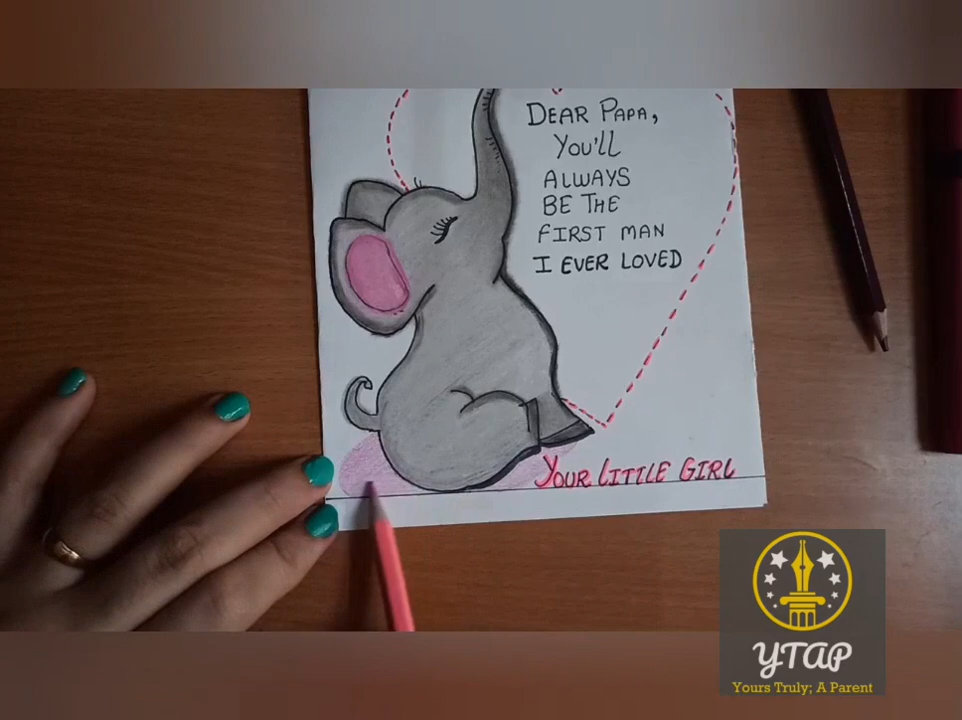 DEAR PAPA,
YOU'LL
ALWAYS
BE THE
FIRST MAN
I EVER LOVED
YOUR LITTLE GIRL
YTAP
Yours Truly; A Parent